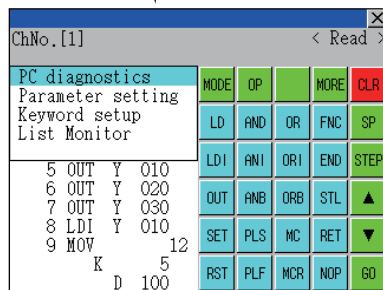 X
ChNo.[1] < Read >
PC diagnostics
Parameter setting
Keyword setup
List Monitor
5 OUT Y 010
6 OUT Y 020
7 OUT Y 030
8 LDI Y 010
9 MOV 12
K 5
D 100
MODE OP MORE CLR
LD AND OR FNC SP
LDI ANI ORI END STEP
OUT ANB ORB STL ▲
SET PLS MC RET ▼
RST PLF MCR NOP GO